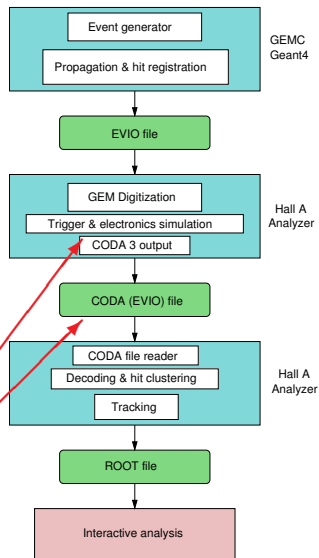 Event generator
GEMC
Geant4
Propagation & hit registration
EVIO file
GEM Digitization
Hall A
Analyzer
Trigger & electronics simulation
CODA 3 output
CODA (EVIO) file
CODA file reader
Decoding & hit clustering
Hall A
Analyzer
Tracking
ROOT file
Interactive analysis